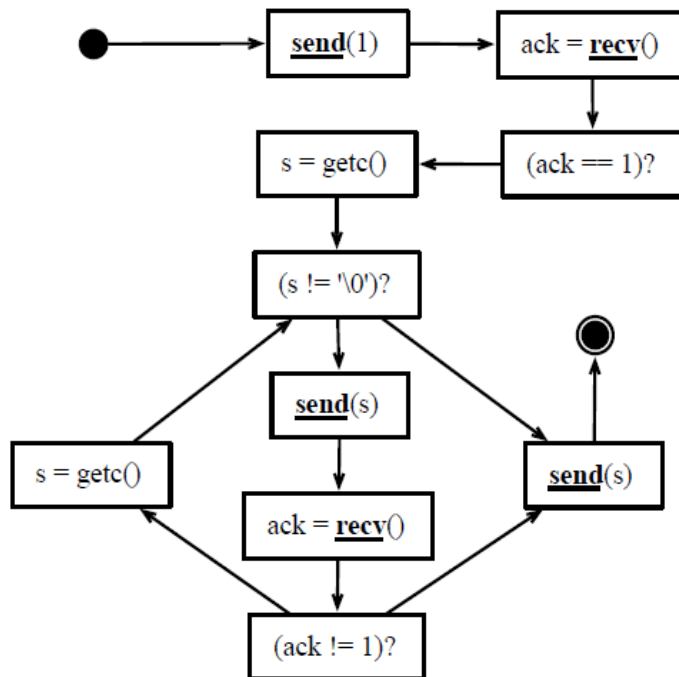 send(1)
ack = recv()
s = getc()
(ack == 1)?
(s != '\0')?
send(s)
s = getc()
send(s)
ack = recv()
(ack != 1)?